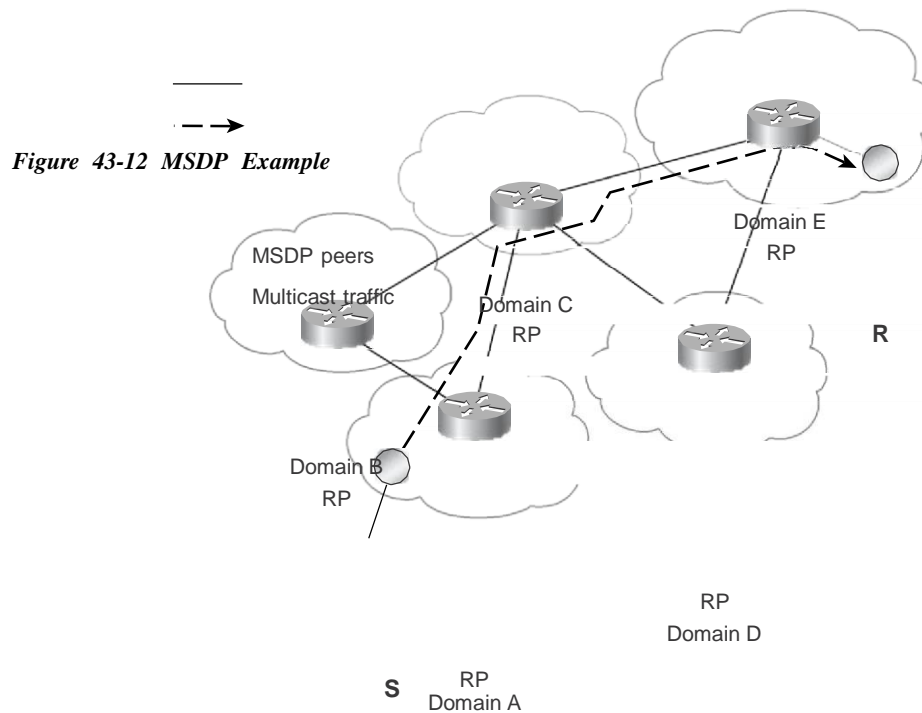 Figure 43-12 MSDP Example
Domain E
RP
MSDP peers
Multicast traffic
Domain C
RP
R
Domain B
RP
RP
Domain D
S
RP
Domain A